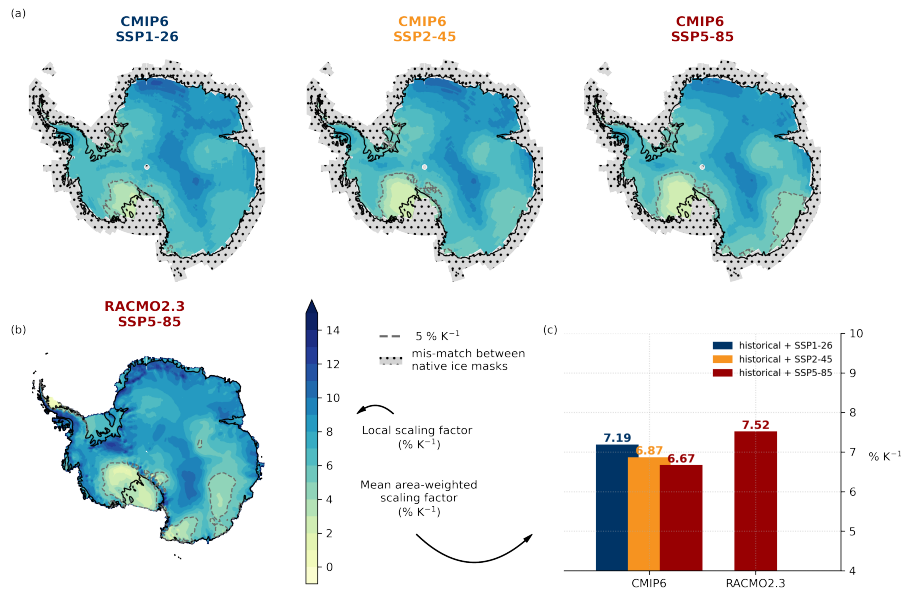 (a)
CMIP6
SSP1-26
CMIP6
SSP2-45
CMIP6
SSP5-85
(b)
RACMO2.3
SSP5-85
14
12
10
8
6
4
2
0
5 % K⁻¹
mis-match between
native ice masks
Local scaling factor
(% K⁻¹)
Mean area-weighted
scaling factor
(% K⁻¹)
(c)
historical + SSP1-26
historical + SSP2-45
historical + SSP5-85
7.19
6.87
6.67
7.52
10
9
8
7
6
5
4
% K⁻¹
CMIP6
RACMO2.3